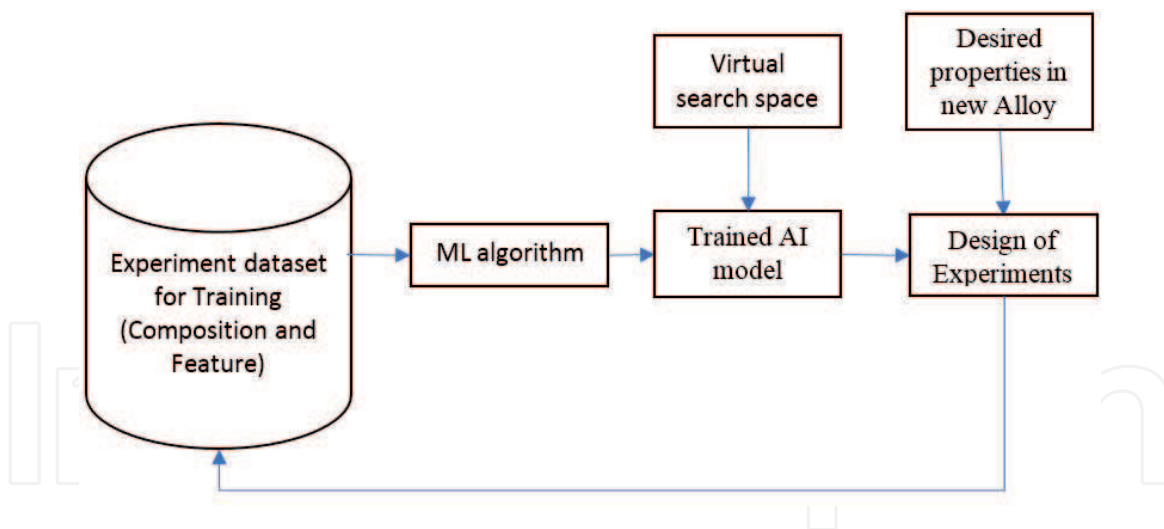 Virtual
search space
Desired
properties in
new Alloy
Experiment dataset
for Training
(Composition and
Feature)
ML algorithm
Trained AI
model
Design of
Experiments